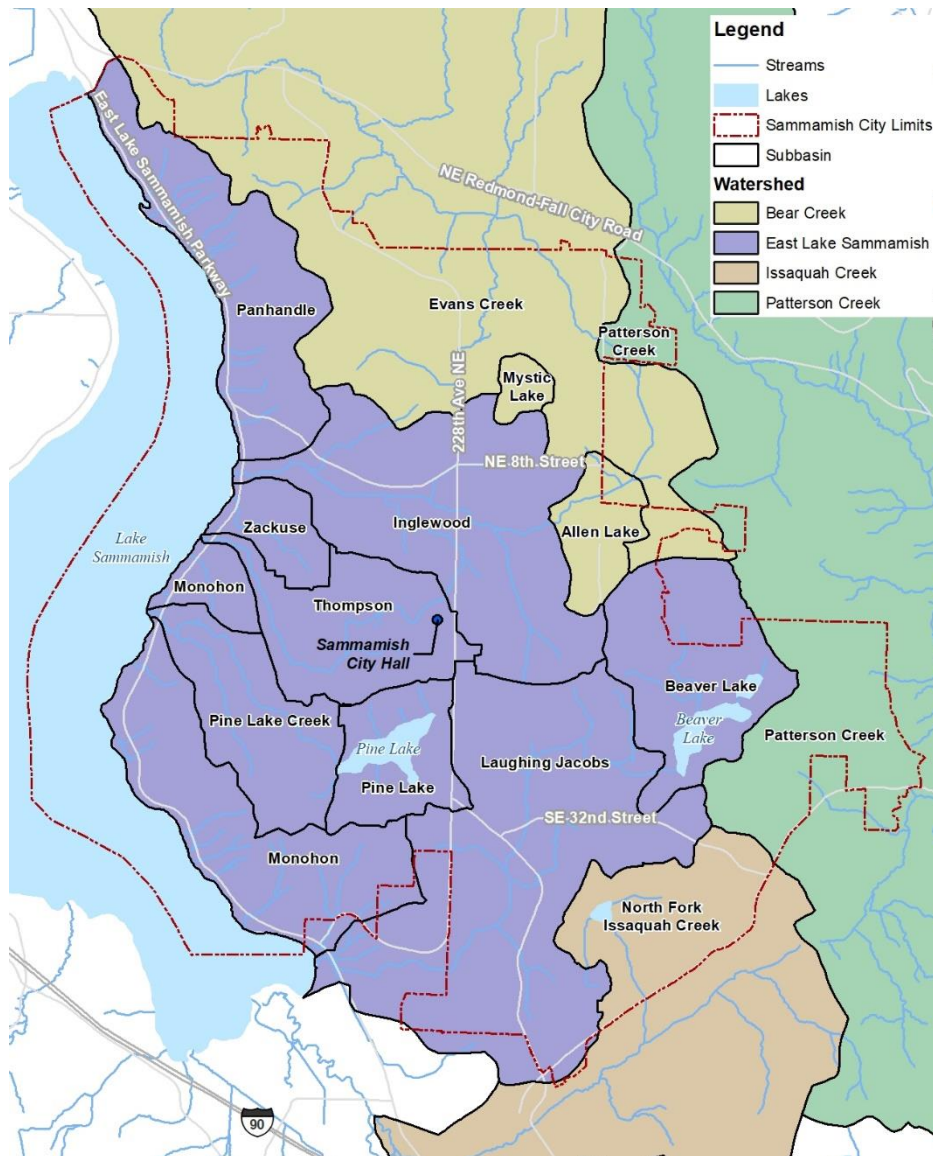 Legend
Streams
Lakes
Sammamish City Limits
Subbasin
Watershed
Bear Creek
East Lake Sammamish
Issaquah Creek
Patterson Creek
East Lake Sammamish Parkway
NE Redmond-Fall City Road
Panhandle
Evans Creek
Patterson
Creek
Mystic
Lake
228th Ave NE
NE 8th Street
Zackuse
Inglewood
Allen Lake
Lake
Sammamish
Monohon
Thompson
Sammamish
City Hall
Beaver Lake
Pine Lake Creek
Beaver
Lake
Patterson Creek
Pine Lake
Laughing Jacobs
Pine Lake
SE 32nd Street
Monohon
North Fork
Issaquah Creek
90